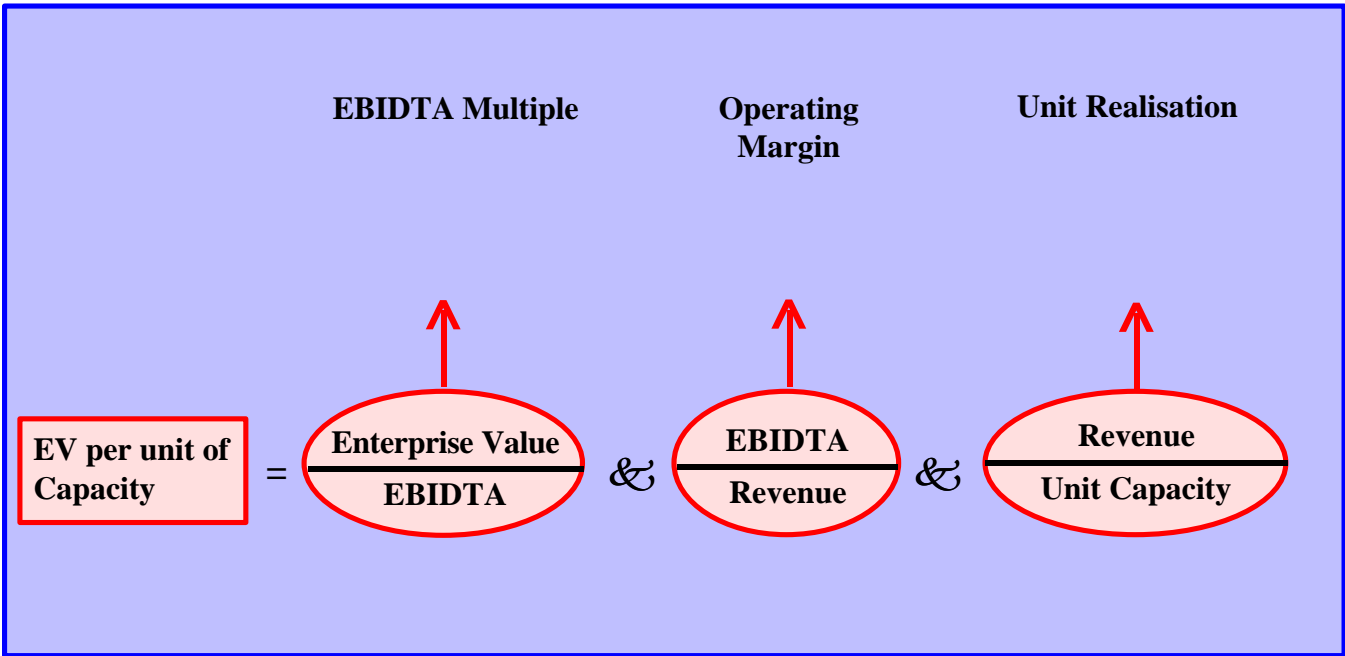 EBIDTA Multiple
Operating
Margin
Unit Realisation
EV per unit of
Capacity
=
Enterprise Value
EBIDTA
&
EBIDTA
Revenue
&
Revenue
Unit Capacity